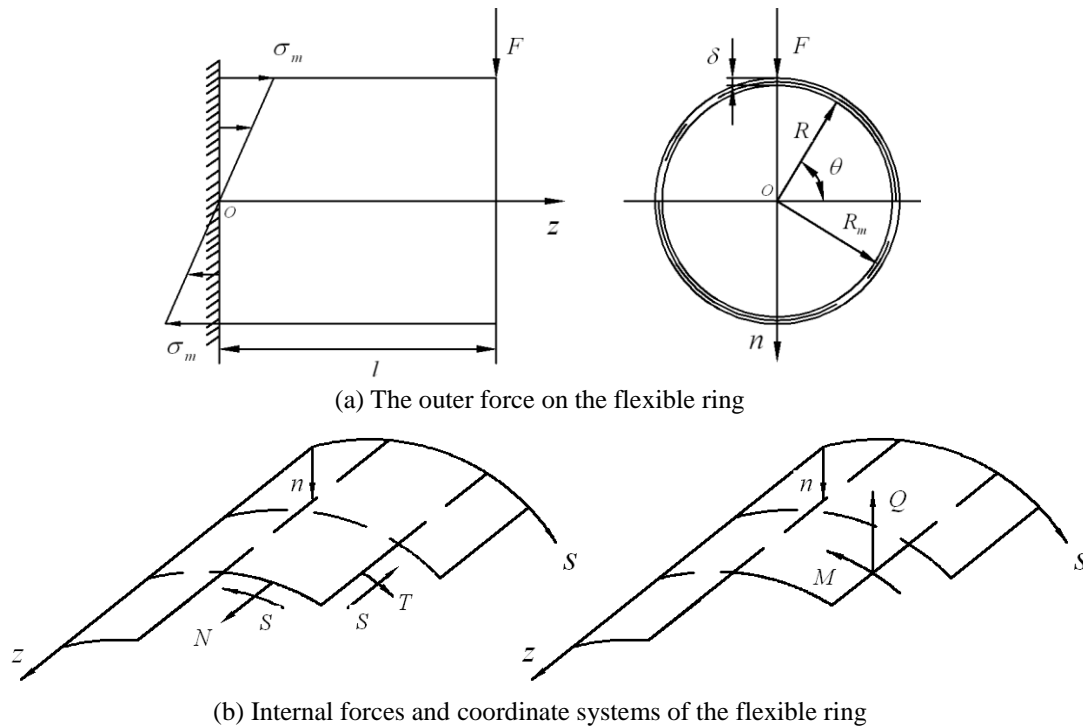 σ_m
F
O
z
σ_m
l
F
δ
R
θ
O
R_m
n
(a) The outer force on the flexible ring
n
s
T
S
S
N
z
n
Q
s
M
z
(b) Internal forces and coordinate systems of the flexible ring